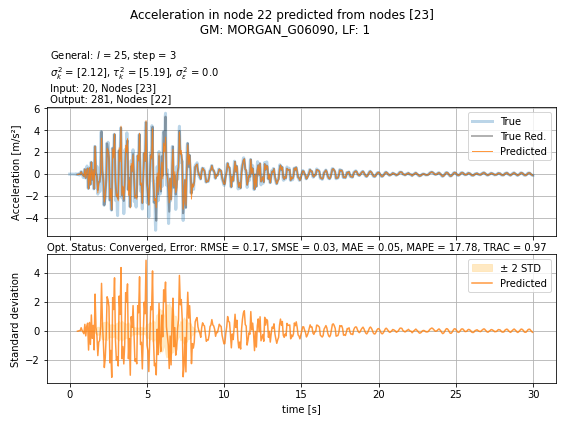 Acceleration in node 22 predicted from nodes [23]
GM: MORGAN_G06090, LF: 1
General: l = 25, step = 3
σ²ₖ = [2.12], τ²ₖ = [5.19], σ²ε = 0.0
Input: 20, Nodes [23]
Output: 281, Nodes [22]
Acceleration [m/s²]
6
4
2
0
−2
−4
True
True Red.
Predicted
Opt. Status: Converged, Error: RMSE = 0.17, SMSE = 0.03, MAE = 0.05, MAPE = 17.78, TRAC = 0.97
Standard deviation
4
2
0
−2
± 2 STD
Predicted
0 5 10 15 20 25 30
time [s]